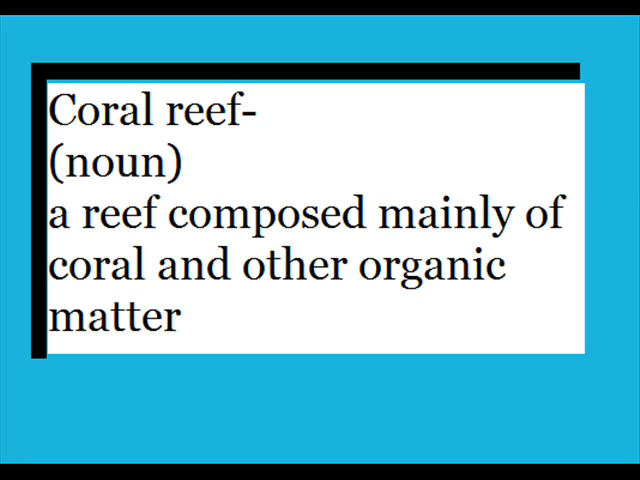 Coral reef-
(noun)
a reef composed mainly of
coral and other organic
matter